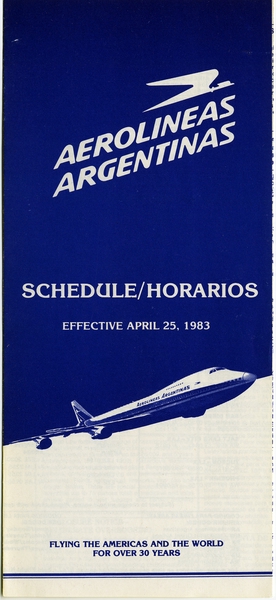 AEROLINEAS
ARGENTINAS
SCHEDULE/HORARIOS
EFFECTIVE APRIL 25, 1983
AEROLINEAS ARGENTINAS
FLYING THE AMERICAS AND THE WORLD
FOR OVER 30 YEARS